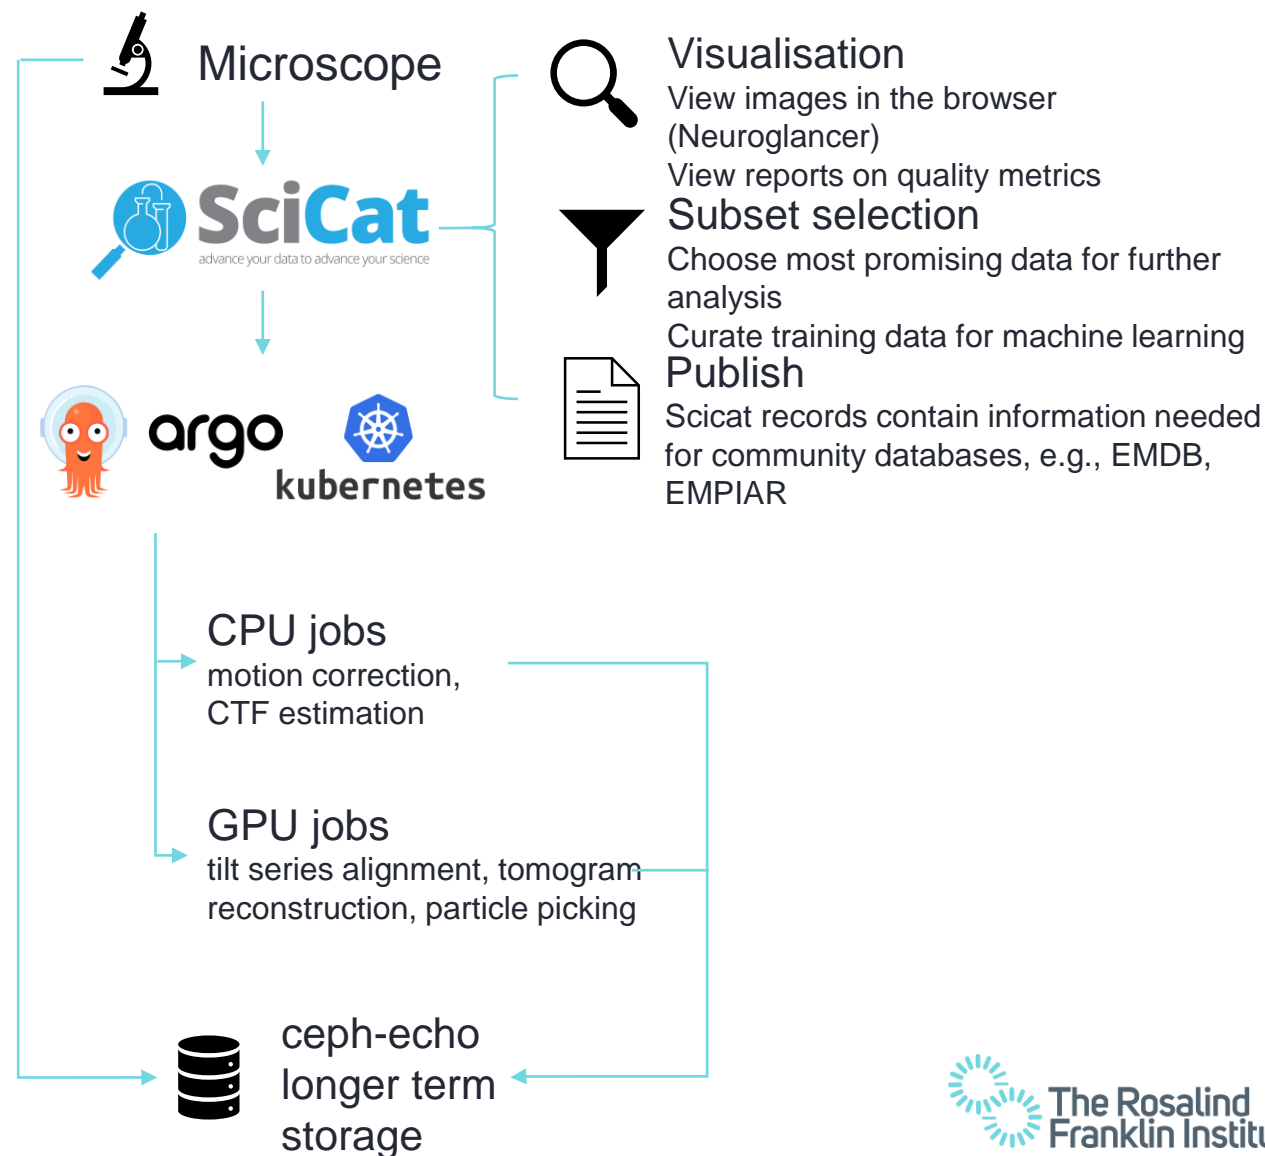 Microscope
SciCat
advance your data to advance your science
argo
kubernetes
Visualisation
View images in the browser
(Neuroglancer)
View reports on quality metrics
Subset selection
Choose most promising data for further
analysis
Curate training data for machine learning
Publish
Scicat records contain information needed
for community databases, e.g., EMDB,
EMPIAR
CPU jobs
motion correction,
CTF estimation
GPU jobs
tilt series alignment, tomogram
reconstruction, particle picking
ceph-echo
longer term
storage
The Rosalind
Franklin Institu